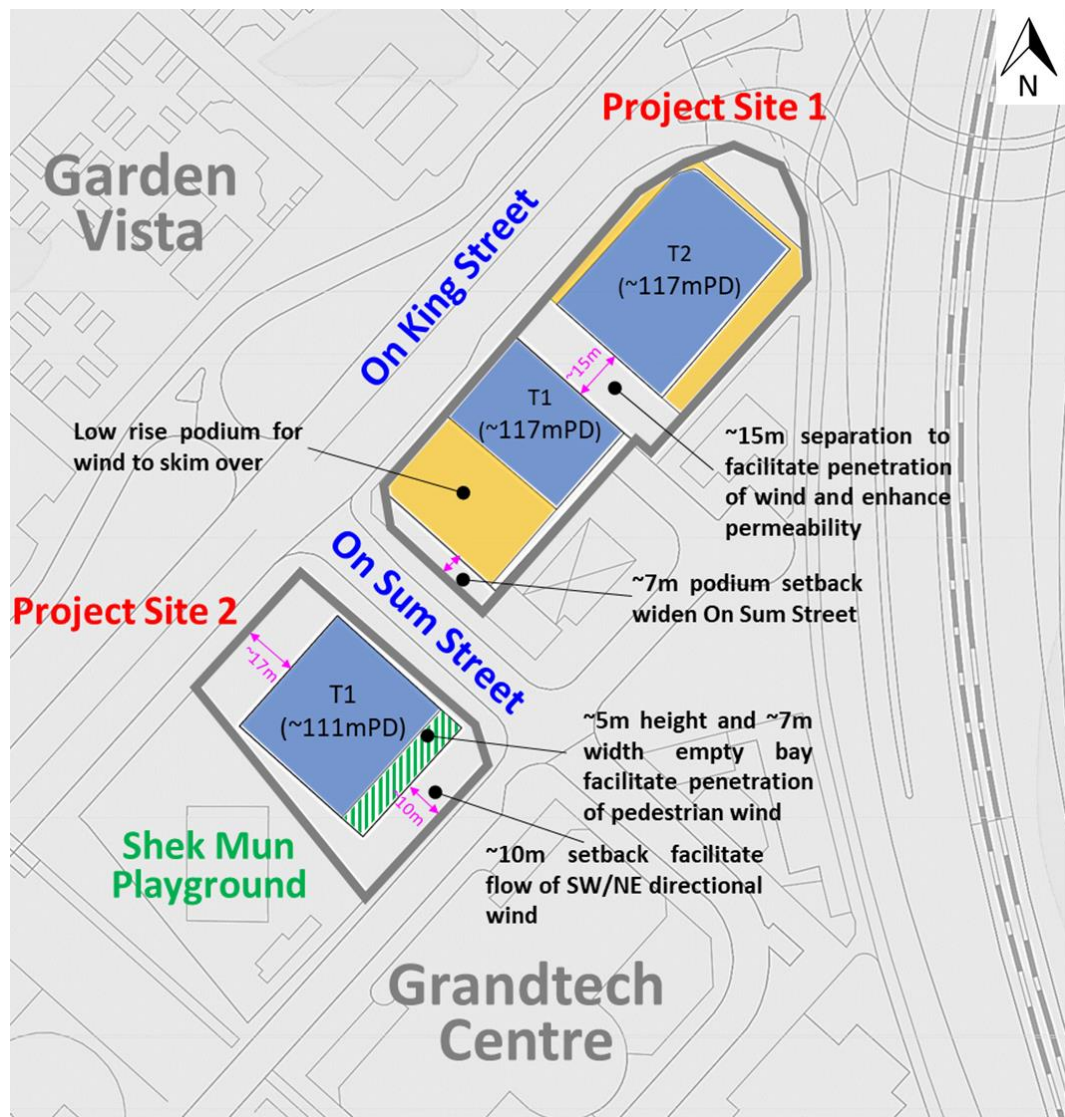 N
Project Site 1
Garden
Vista
On King Street
T2
(~117mPD)
~15m
T1
(~117mPD)
Low rise podium for
wind to skim over
~15m separation to
facilitate penetration
of wind and enhance
permeability
On Sum Street
~7m podium setback
widen On Sum Street
Project Site 2
~17m
T1
(~111mPD)
~5m height and ~7m
width empty bay
facilitate penetration
of pedestrian wind
10m
Shek Mun
Playground
~10m setback facilitate
flow of SW/NE directional
wind
Grandtech
Centre